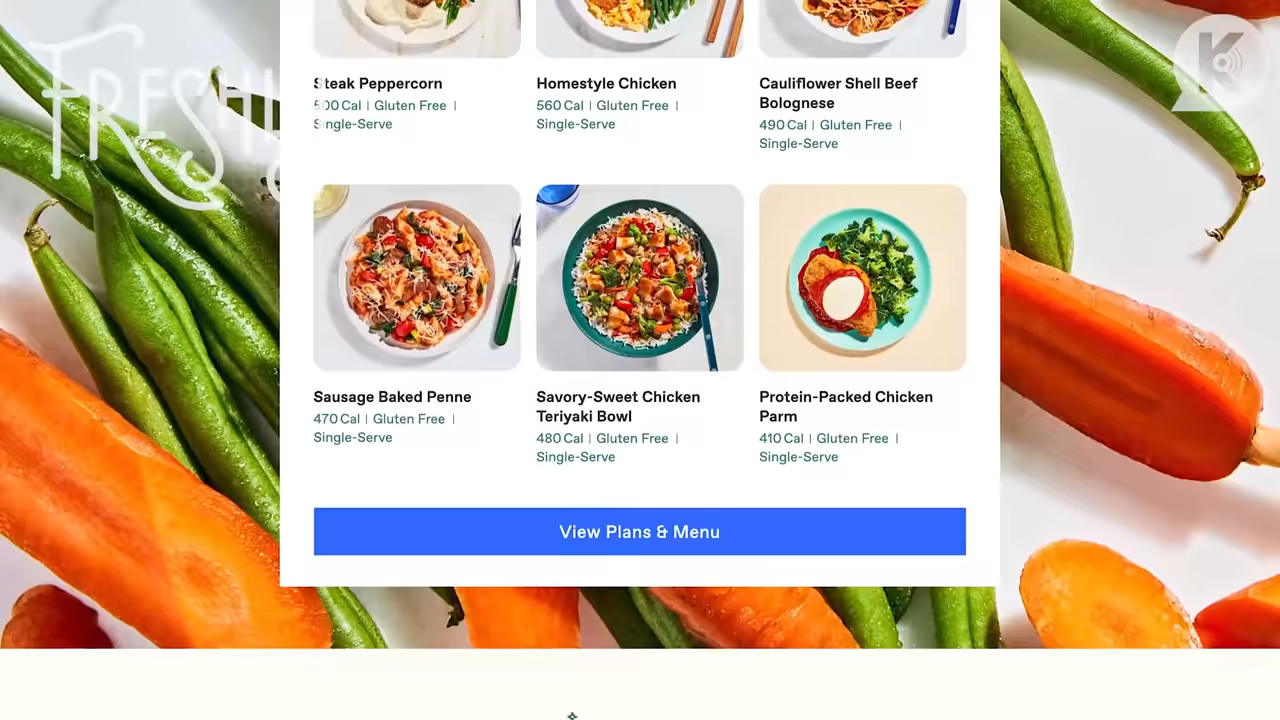 Steak Peppercorn
500 Cal | Gluten Free |
Single-Serve
Homestyle Chicken
560 Cal | Gluten Free |
Single-Serve
Cauliflower Shell Beef
Bolognese
490 Cal | Gluten Free |
Single-Serve
Sausage Baked Penne
470 Cal | Gluten Free |
Single-Serve
Savory-Sweet Chicken
Teriyaki Bowl
480 Cal | Gluten Free |
Single-Serve
Protein-Packed Chicken
Parm
410 Cal | Gluten Free |
Single-Serve
View Plans & Menu
K